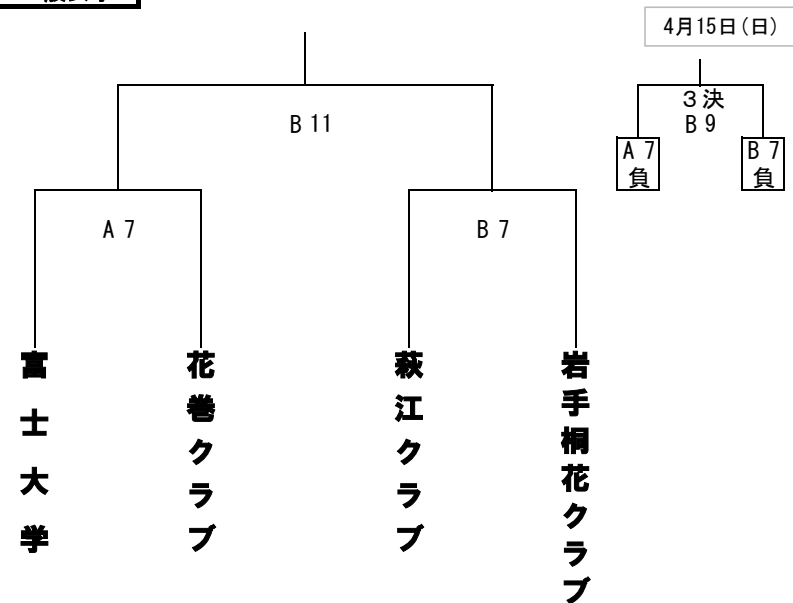 4月15日(日)
3決
B 9
A 7
負
B 7
負
B 11
A 7
B 7
富士大学
花巻クラブ
萩江クラブ
岩手桐花クラブ